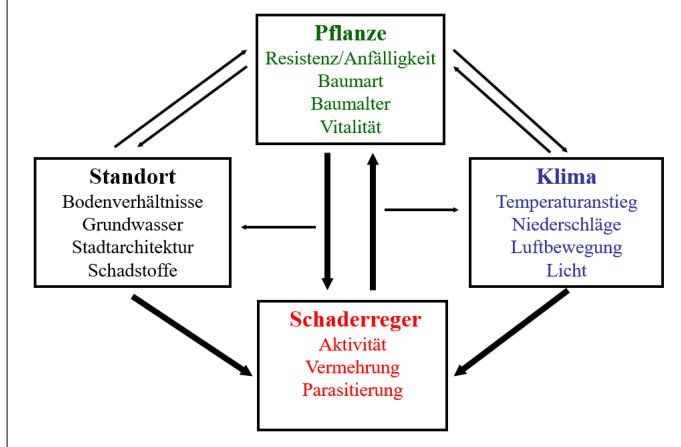 Pflanze
Resistenz/Anfälligkeit
Baumart
Baumalter
Vitalität
Standort
Bodenverhältnisse
Grundwasser
Stadtarchitektur
Schadstoffe
Klima
Temperaturanstieg
Niederschläge
Luftbewegung
Licht
Schaderreger
Aktivität
Vermehrung
Parasitierung